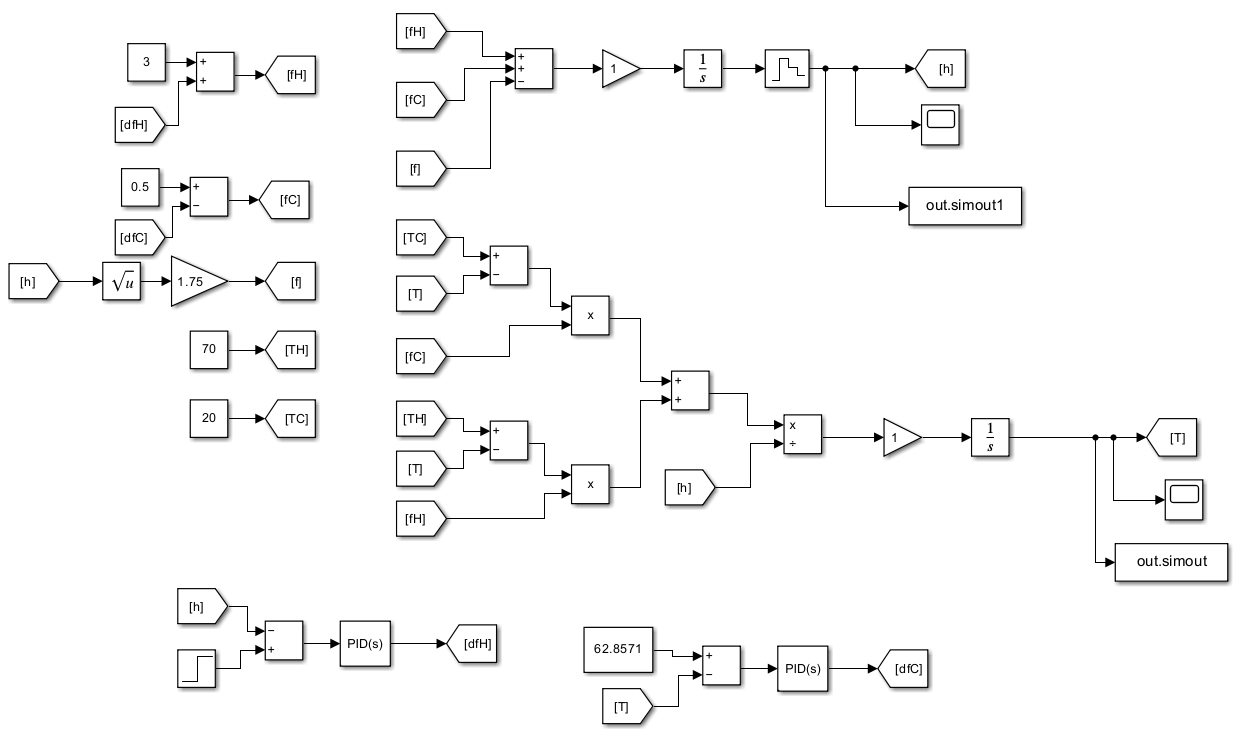 3
+
+
[fH]
[dfH]
0.5
+
−
[fC]
[dfC]
[h]
√u
1.75
[f]
70
[TH]
20
[TC]
[fH]
[fC]
[f]
+
+
−
1
1
s
[h]
out.simout1
[TC]
[T]
+
−
[fC]
x
[TH]
[T]
+
−
[fH]
x
+
+
[h]
x
÷
1
1
s
[T]
out.simout
[h]
−
+
PID(s)
[dfH]
62.8571
[T]
+
−
PID(s)
[dfC]